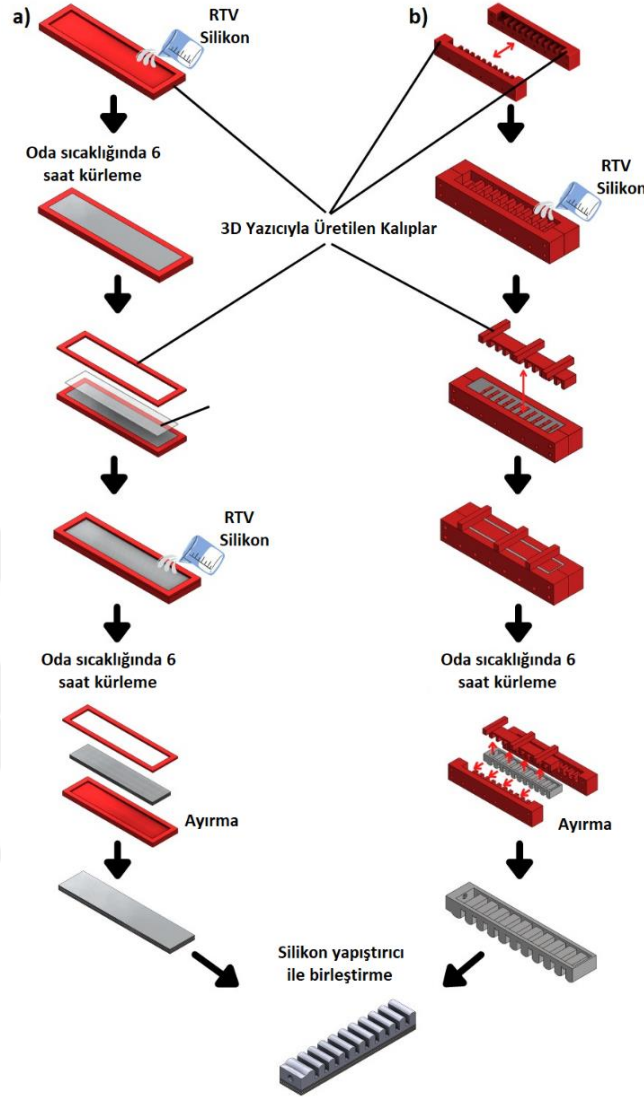 a)
RTV
Silikon
b)
Oda sıcaklığında 6
saat kürleme
RTV
Silikon
3D Yazıcıyla Üretilen Kalıplar
RTV
Silikon
Oda sıcaklığında 6
saat kürleme
Oda sıcaklığında 6
saat kürleme
Ayırma
Ayırma
Silikon yapıştırıcı
ile birleştirme